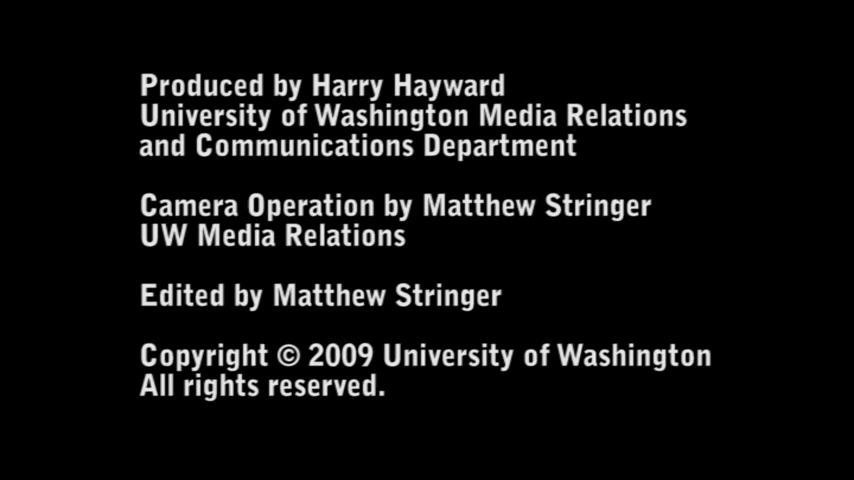 Produced by Harry Hayward
University of Washington Media Relations
and Communications Department
Camera Operation by Matthew Stringer
UW Media Relations
Edited by Matthew Stringer
Copyright © 2009 University of Washington
All rights reserved.